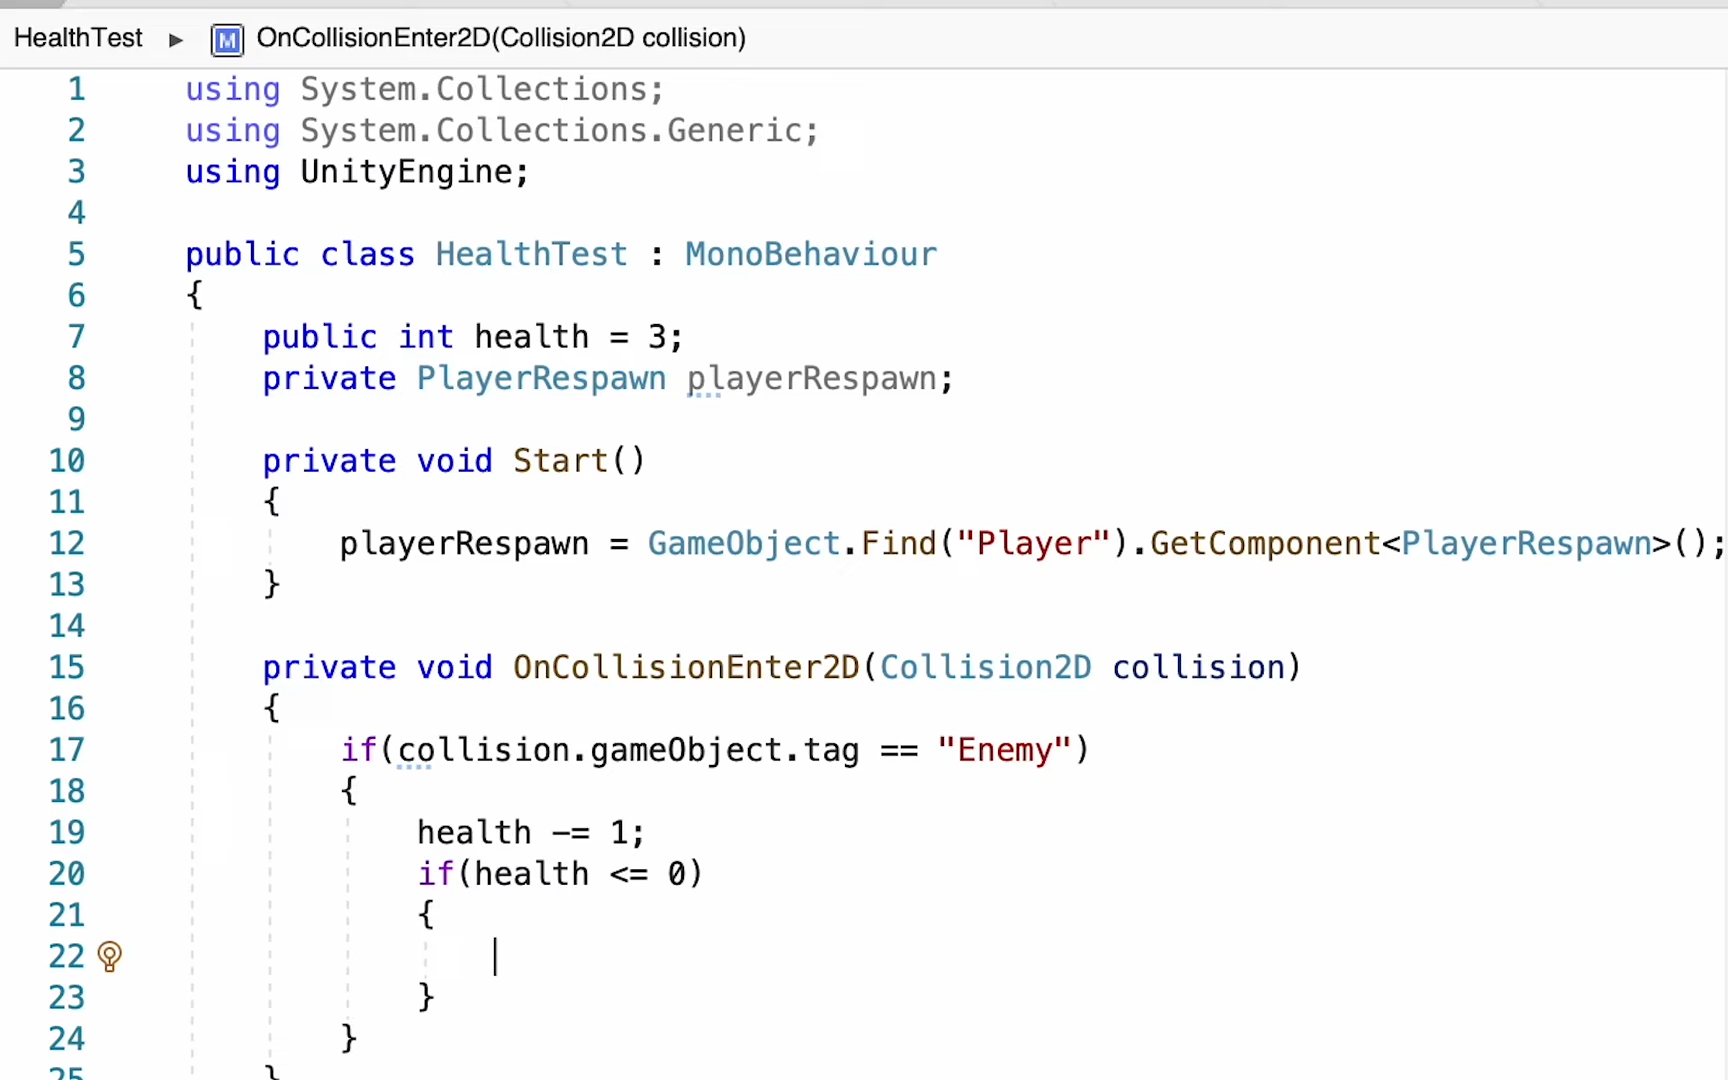 HealthTest ▶ M OnCollisionEnter2D(Collision2D collision)
1 using System.Collections;
2 using System.Collections.Generic;
3 using UnityEngine;
4
5 public class HealthTest : MonoBehaviour
6 {
7 public int health = 3;
8 private PlayerRespawn playerRespawn;
9
10 private void Start()
11 {
12 playerRespawn = GameObject.Find("Player").GetComponent<PlayerRespawn>();
13 }
14
15 private void OnCollisionEnter2D(Collision2D collision)
16 {
17 if(collision.gameObject.tag == "Enemy")
18 {
19 health -= 1;
20 if(health <= 0)
21 {
22
23 }
24 }
25 }